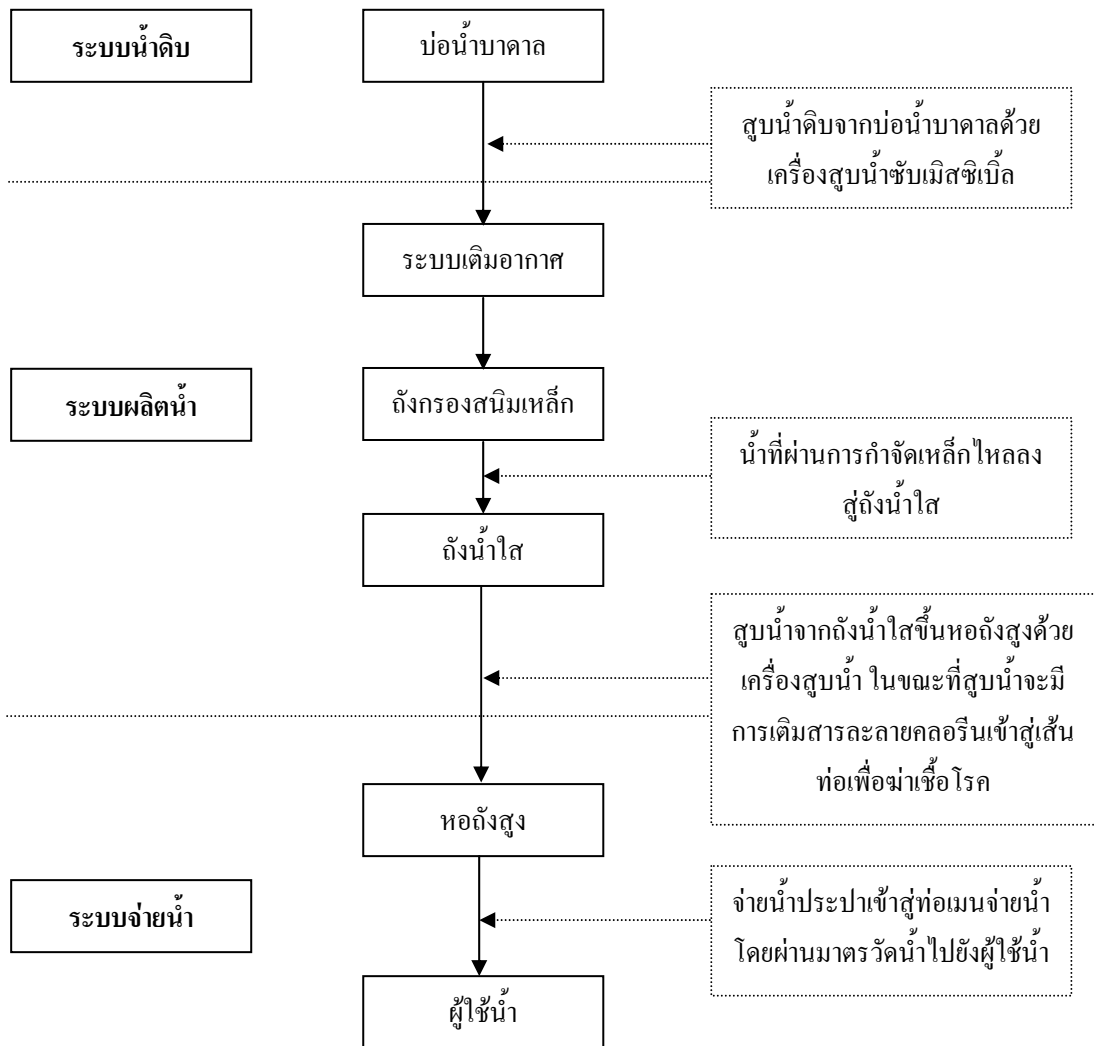 ระบบน้ำดิบ
บ่อน้ำบาดาล
สูบน้ำดิบจากบ่อน้ำบาดาลด้วย
เครื่องสูบน้ำซับเมิสซิเบิ้ล
ระบบเติมอากาศ
ระบบผลิตน้ำ
ถังกรองสนิมเหล็ก
น้ำที่ผ่านการกำจัดเหล็กไหลลง
สู่ถังน้ำใส
ถังน้ำใส
สูบน้ำจากถังน้ำใสขึ้นหอถังสูงด้วย
เครื่องสูบน้ำ ในขณะที่สูบน้ำจะมี
การเติมสารละลายคลอรีนเข้าสู่เส้น
ท่อเพื่อฆ่าเชื้อโรค
หอถังสูง
ระบบจ่ายน้ำ
จ่ายน้ำประปาเข้าสู่ท่อเมนจ่ายน้ำ
โดยผ่านมาตรวัดน้ำไปยังผู้ใช้น้ำ
ผู้ใช้น้ำ